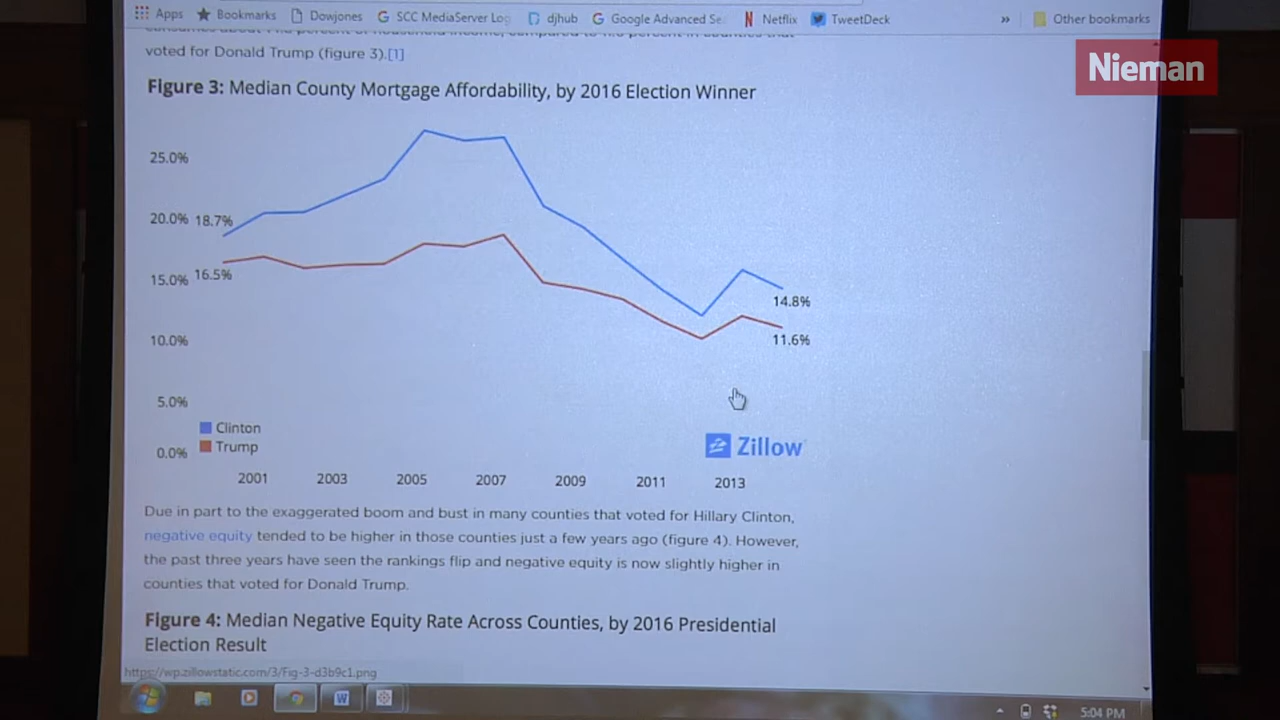 Apps Bookmarks Dowjones SCC MediaServer Log djhub Google Advanced Se Netflix TweetDeck » Other bookmarks
Nieman
voted for Donald Trump (figure 3).[1]
Figure 3: Median County Mortgage Affordability, by 2016 Election Winner
25.0%
20.0% 18.7%
15.0% 16.5%
14.8%
10.0%
11.6%
5.0%
Clinton
Trump
0.0%
Zillow
2001 2003 2005 2007 2009 2011 2013
Due in part to the exaggerated boom and bust in many counties that voted for Hillary Clinton,
negative equity tended to be higher in those counties just a few years ago (figure 4). However,
the past three years have seen the rankings flip and negative equity is now slightly higher in
counties that voted for Donald Trump.
Figure 4: Median Negative Equity Rate Across Counties, by 2016 Presidential
Election Result
https://wp.zillowstatic.com/3/Fig-3-d3b9c1.png
5:04 PM